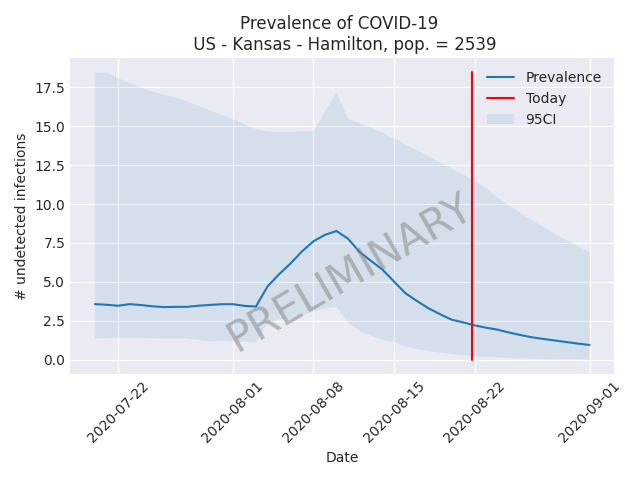 Prevalence of COVID-19
US - Kansas - Hamilton, pop. = 2539
Prevalence
Today
95CI
PRELIMINARY
# undetected infections
17.5
15.0
12.5
10.0
7.5
5.0
2.5
0.0
2020-07-22
2020-08-01
2020-08-08
2020-08-15
2020-08-22
2020-09-01
Date